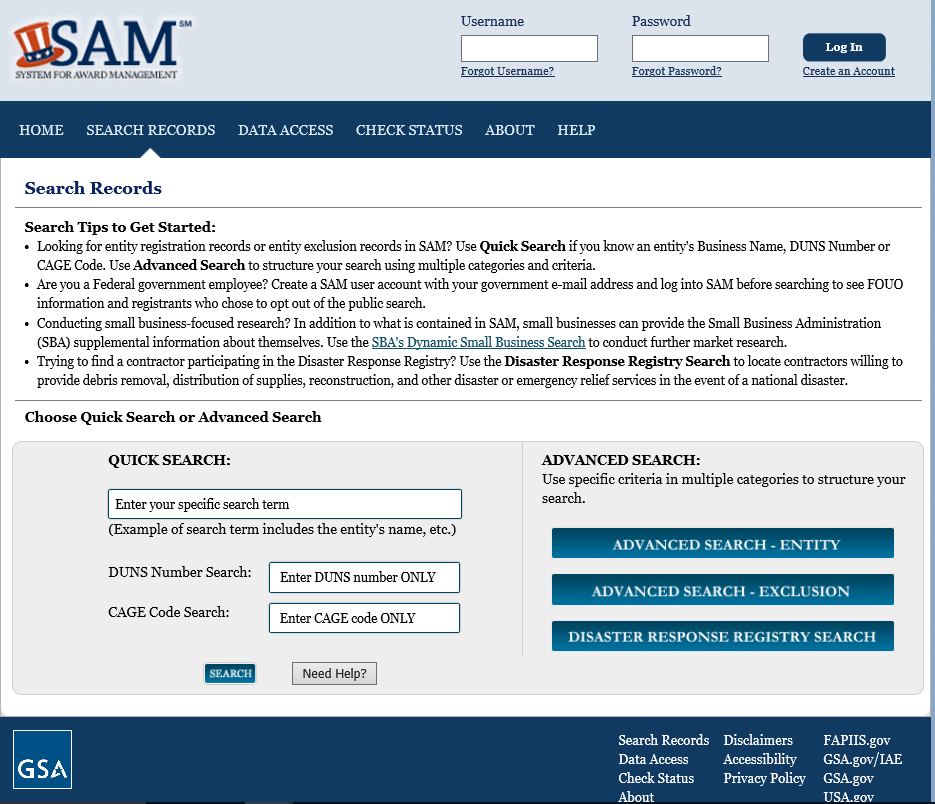 SAM SM
SYSTEM FOR AWARD MANAGEMENT
Username
Password
Log In
Forgot Username?
Forgot Password?
Create an Account
HOME SEARCH RECORDS DATA ACCESS CHECK STATUS ABOUT HELP
Search Records
Search Tips to Get Started:
• Looking for entity registration records or entity exclusion records in SAM? Use Quick Search if you know an entity's Business Name, DUNS Number or
CAGE Code. Use Advanced Search to structure your search using multiple categories and criteria.
• Are you a Federal government employee? Create a SAM user account with your government e-mail address and log into SAM before searching to see FOUO
information and registrants who chose to opt out of the public search.
• Conducting small business-focused research? In addition to what is contained in SAM, small businesses can provide the Small Business Administration
(SBA) supplemental information about themselves. Use the SBA's Dynamic Small Business Search to conduct further market research.
• Trying to find a contractor participating in the Disaster Response Registry? Use the Disaster Response Registry Search to locate contractors willing to
provide debris removal, distribution of supplies, reconstruction, and other disaster or emergency relief services in the event of a national disaster.
Choose Quick Search or Advanced Search
QUICK SEARCH:
Enter your specific search term
(Example of search term includes the entity's name, etc.)
DUNS Number Search: Enter DUNS number ONLY
CAGE Code Search: Enter CAGE code ONLY
SEARCH Need Help?
ADVANCED SEARCH:
Use specific criteria in multiple categories to structure your
search.
ADVANCED SEARCH - ENTITY
ADVANCED SEARCH - EXCLUSION
DISASTER RESPONSE REGISTRY SEARCH
GSA
Search Records Disclaimers FAPIIS.gov
Data Access Accessibility GSA.gov/IAE
Check Status Privacy Policy GSA.gov
About USA.gov